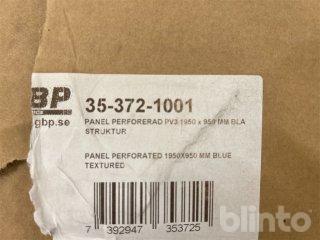 GBP
gbp.se
35-372-1001
PANEL PERFORERAD PV3 1950 x 950 MM BLA
STRUKTUR
PANEL PERFORATED 1950X950 MM BLUE
TEXTURED
7 392947 353725
blinto